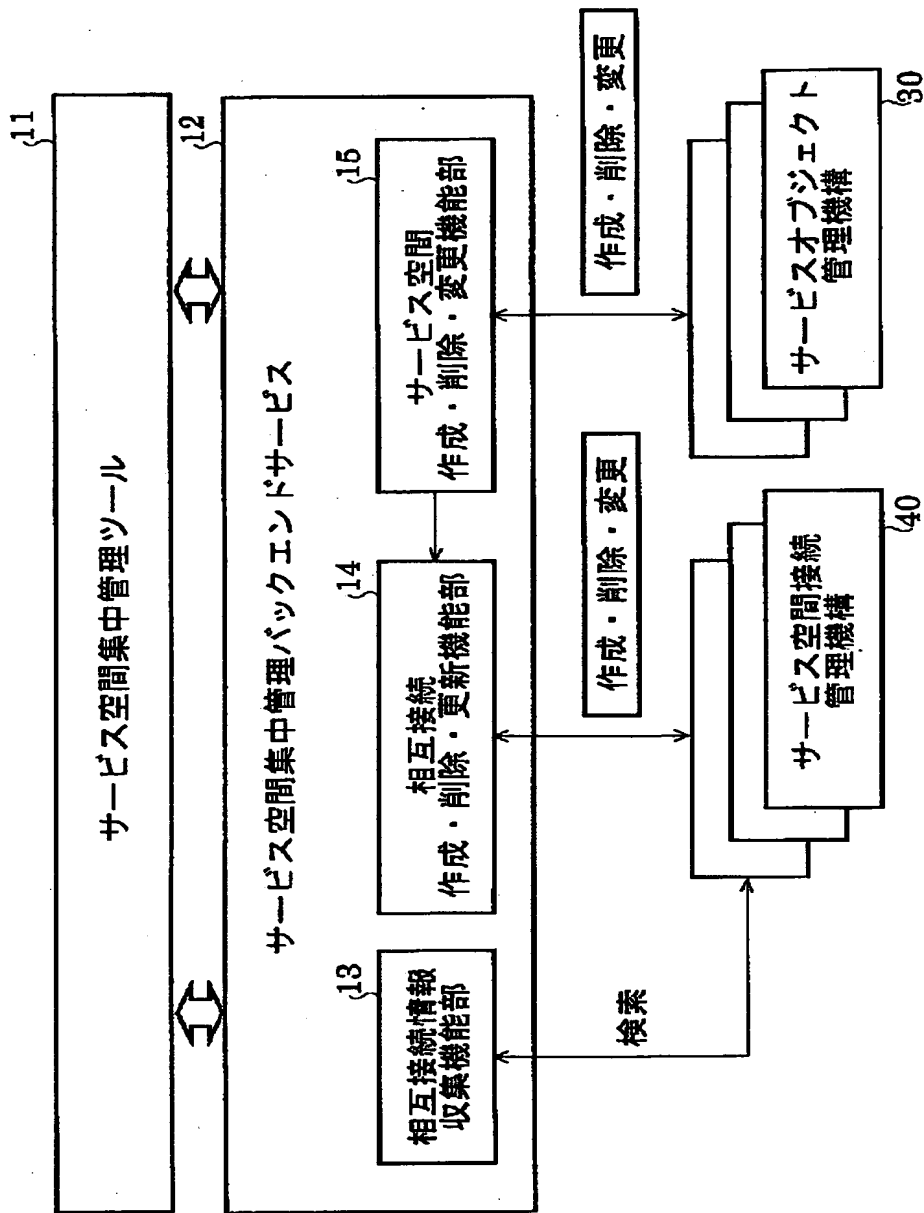 11
サービス空間集中管理ツール
12
サービス空間集中管理バックエンドサービス
13
相互接続情報
収集機能部
14
相互接続
作成・削除・更新機能部
15
サービス空間
作成・削除・変更機能部
検索
作成・削除・変更
作成・削除・変更
サービス空間接続
管理機構
40
サービスオブジェクト
管理機構
30